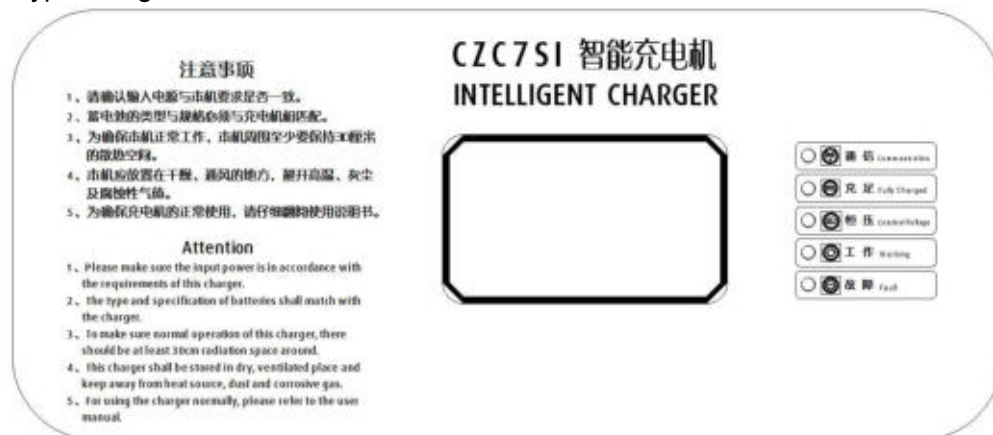 CZC7SI 智能充电机
INTELLIGENT CHARGER
注意事项
1、请确认输入电源与本机要求是否一致。
2、蓄电池的类型与规格必须与充电机相匹配。
3、为确保本机正常工作，本机周围至少要保持30厘米
的散热空间。
4、本机应放置在干燥、通风的地方，避开高温、灰尘
及腐蚀性气体。
5、为确保充电机的正常使用，请仔细翻阅使用说明书。
Attention
1、Please make sure the input power is in accordance with
the requirements of this charger.
2、The type and specification of batteries shall match with
the charger.
3、To make sure normal operation of this charger, there
should be at least 30cm radiation space around.
4、This charger shall be stored in dry, ventilated place and
keep away from heat source, dust and corrosive gas.
5、For using the charger normally, please refer to the user
manual.
通信 Communication
充足 Fully Charged
恒压 Constant Voltage
工作 Working
故障 Fault